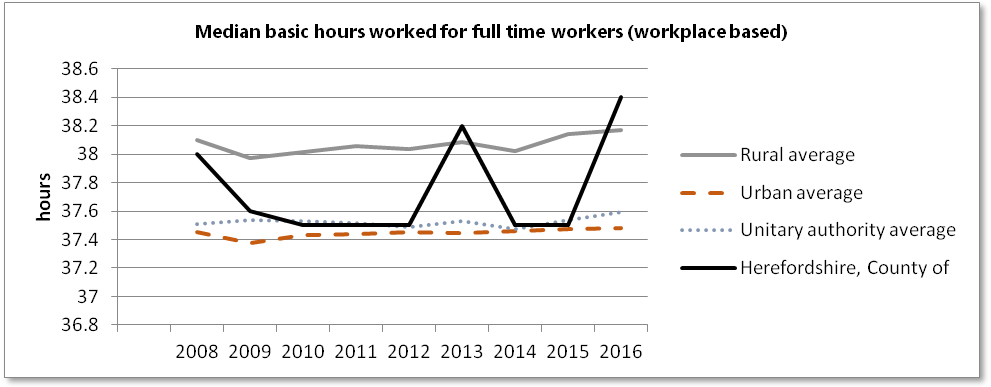 Median basic hours worked for full time workers (workplace based)
hours
38.6
38.4
38.2
38
37.8
37.6
37.4
37.2
37
36.8
2008 2009 2010 2011 2012 2013 2014 2015 2016
Rural average
Urban average
Unitary authority average
Herefordshire, County of